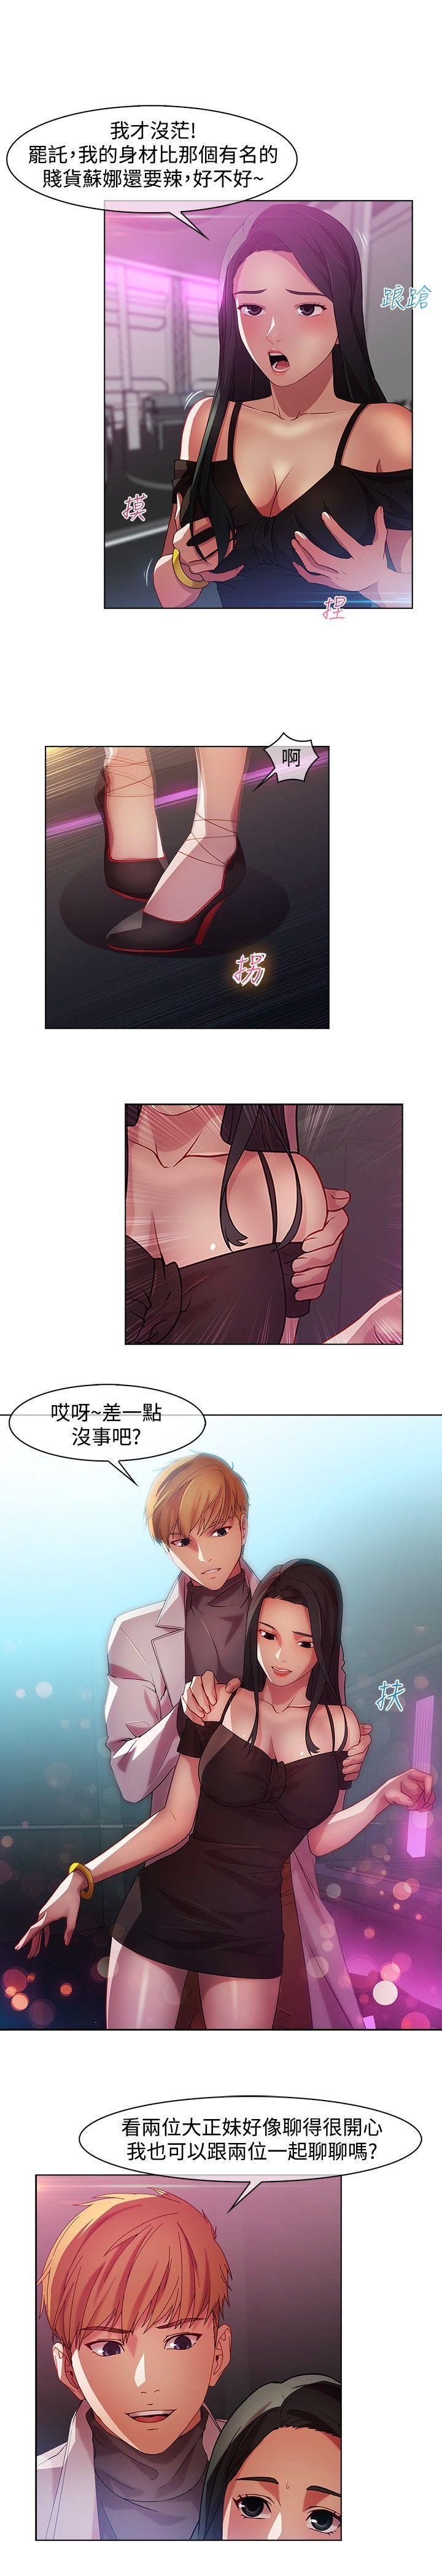 我才沒茫!
罷託,我的身材比那個有名的
賤貨蘇娜還要辣,好不好~
踉蹌
摸
捏
啊
拐
哎呀~差一點
沒事吧?
扶
看兩位大正妹好像聊得很開心
我也可以跟兩位一起聊聊嗎?